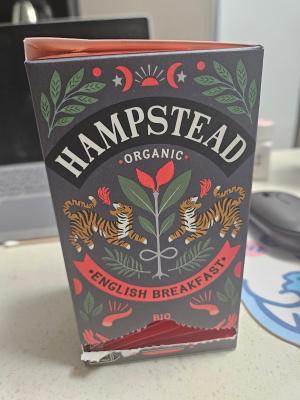 HAMPSTEAD
· ORGANIC ·
· ENGLISH BREAKFAST ·
BIO